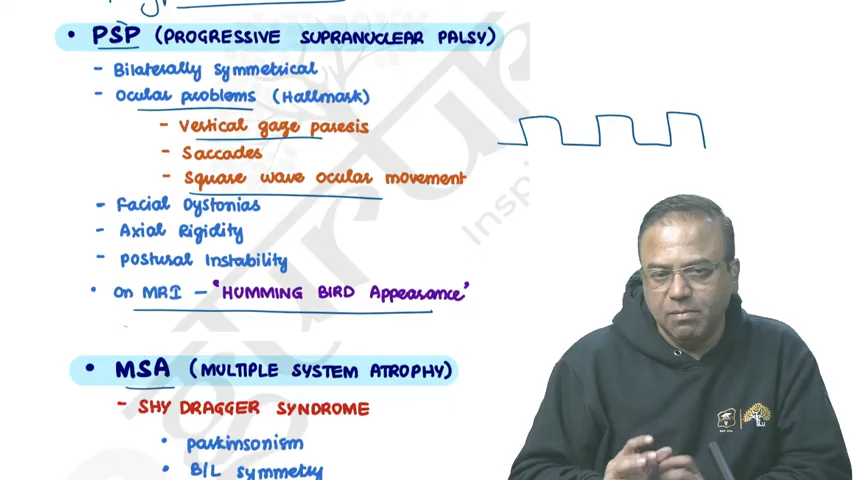 • PSP (PROGRESSIVE SUPRANUCLEAR PALSY)
- Bilaterally Symmetrical
- Ocular problems (Hallmark)
- Vertical gaze paresis
- Saccades
- Square wave ocular movement
- Facial Dystonias
- Axial Rigidity
- Postural Instability
• On MRI - "HUMMING BIRD Appearance"
• MSA (MULTIPLE SYSTEM ATROPHY)
- SHY DRAGGER SYNDROME
• parkinsonism
• B/L symmetry